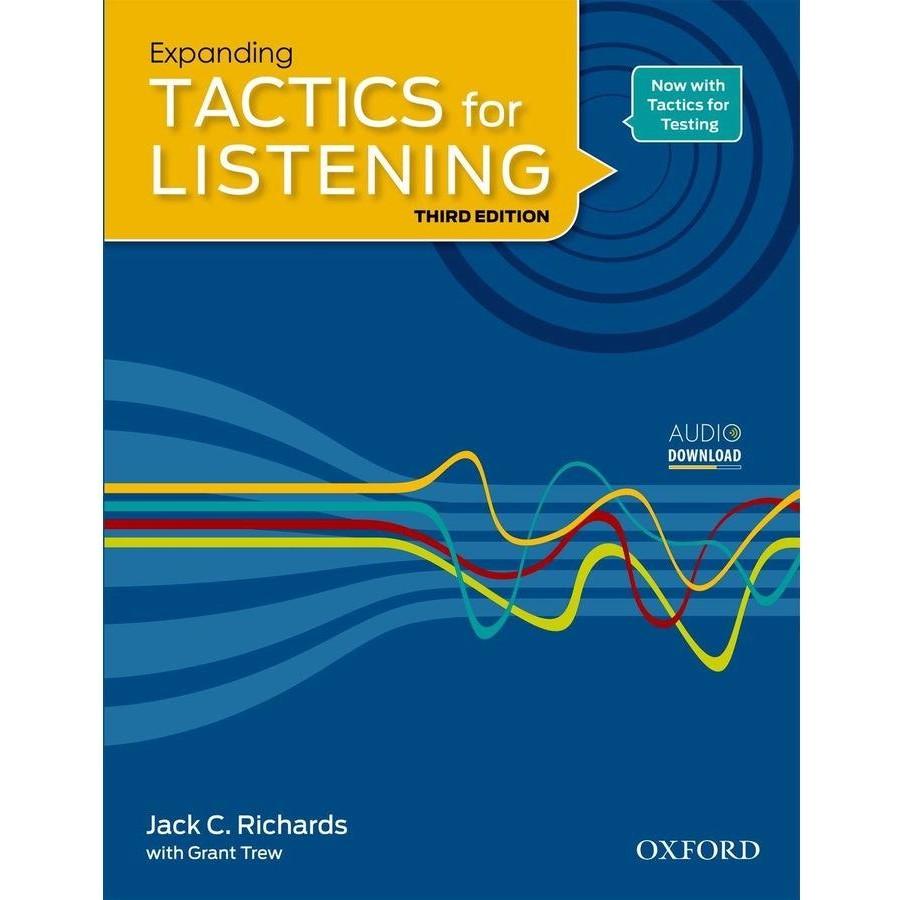 Expanding
TACTICS for
LISTENING
THIRD EDITION
Now with
Tactics for
Testing
AUDIO
DOWNLOAD
Jack C. Richards
with Grant Trew
OXFORD